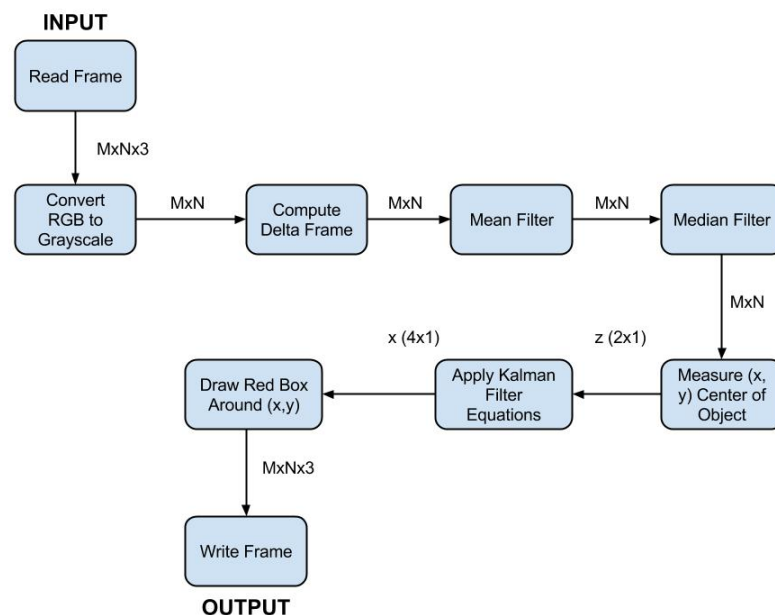 INPUT
Read Frame
MxNx3
Convert
RGB to
Grayscale
MxN
Compute
Delta Frame
MxN
Mean Filter
MxN
Median Filter
MxN
Measure (x,
y) Center of
Object
z (2x1)
Apply Kalman
Filter
Equations
x (4x1)
Draw Red Box
Around (x,y)
MxNx3
Write Frame
OUTPUT